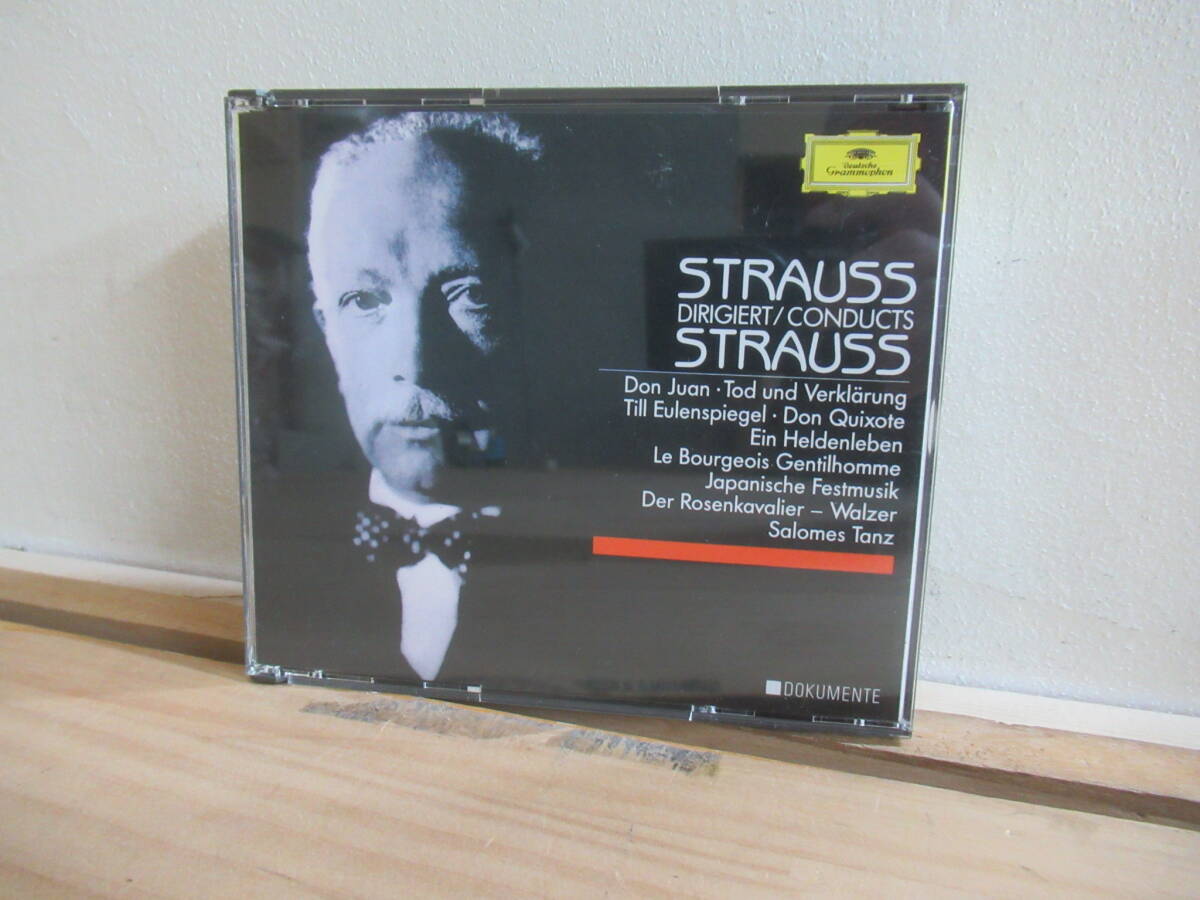 Deutsche
Grammophon
STRAUSS
DIRIGIERT/CONDUCTS
STRAUSS
Don Juan · Tod und Verklärung
Till Eulenspiegel · Don Quixote
Ein Heldenleben
Le Bourgeois Gentilhomme
Japanische Festmusik
Der Rosenkavalier – Walzer
Salomes Tanz
DOKUMENTE